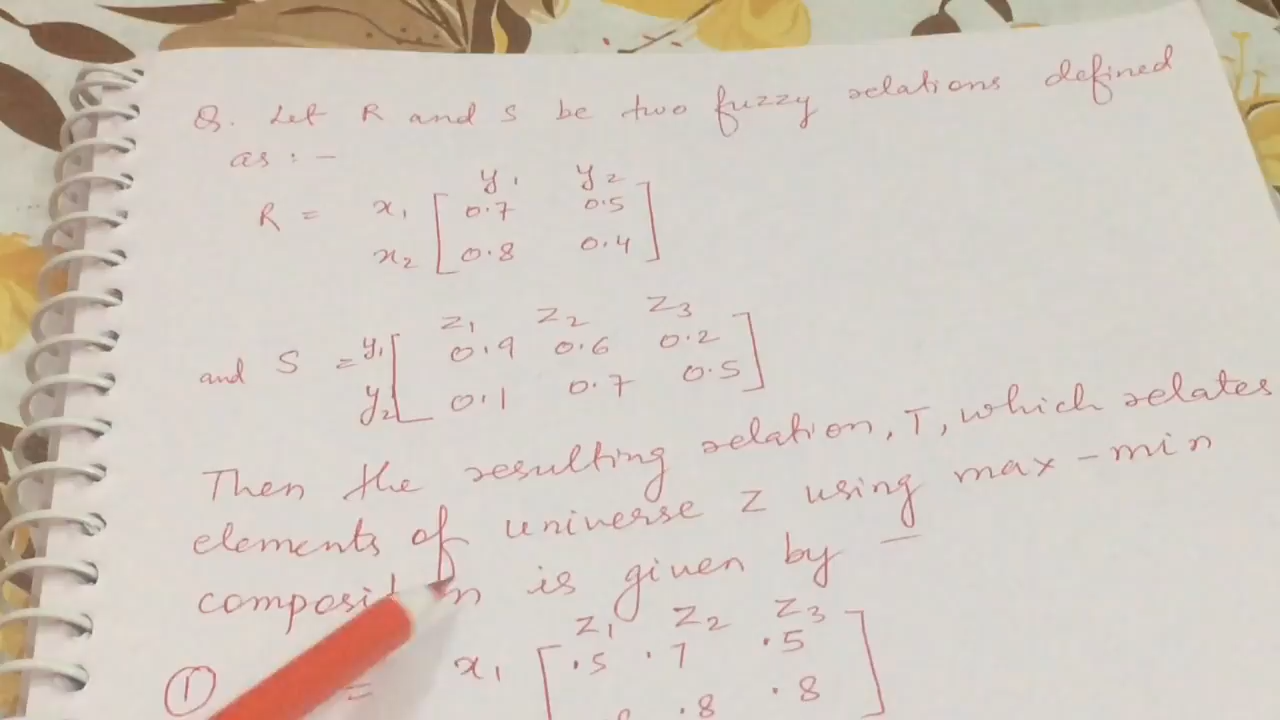 Q. Let R and S be two fuzzy relations defined
as : -
y1 y2
R = x1 [ 0.7 0.5 ]
x2 [ 0.8 0.4 ]
z1 z2 z3
and S = y1 [ 0.9 0.6 0.2 ]
y2 [ 0.1 0.7 0.5 ]
Then the resulting relation, T, which relates
elements of universe z using max - min
is given by -
z1 z2 z3
① = x1 [ .5 .7 .5 ]
.8 .8